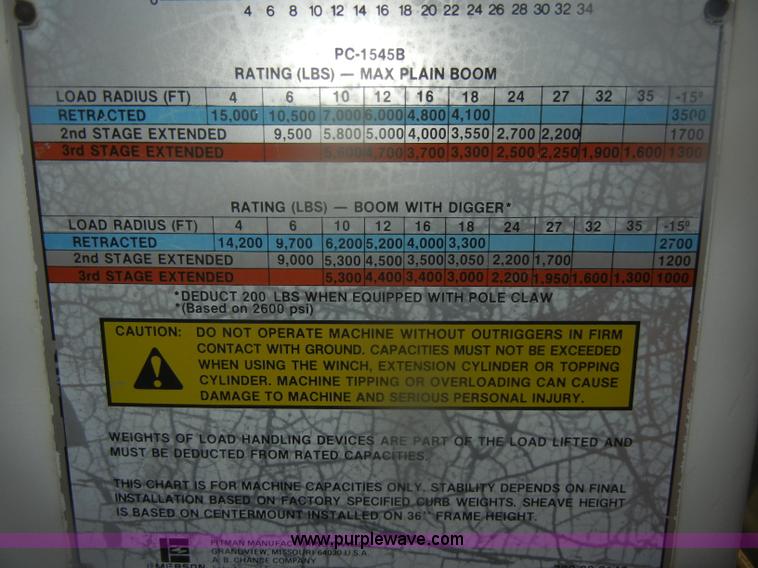 4 6 8 10 12 14 16 18 20 22 24 26 28 30 32 34
PC-1545B
RATING (LBS) — MAX PLAIN BOOM
LOAD RADIUS (FT) 4 6 10 12 16 18 24 27 32 35 -15°
RETRACTED 15,000 10,500 7,000 6,000 4,800 4,100 3500
2nd STAGE EXTENDED 9,500 5,800 5,000 4,000 3,550 2,700 2,200 1700
3rd STAGE EXTENDED 5,600 4,700 3,700 3,300 2,500 2,250 1,900 1,600 1300
RATING (LBS) — BOOM WITH DIGGER*
LOAD RADIUS (FT) 4 6 10 12 16 18 24 27 32 35 -15°
RETRACTED 14,200 9,700 6,200 5,200 4,000 3,300 2700
2nd STAGE EXTENDED 9,000 5,300 4,500 3,500 3,050 2,200 1,700 1200
3rd STAGE EXTENDED 5,300 4,400 3,400 3,000 2,200 1,950 1,600 1,300 1000
*DEDUCT 200 LBS WHEN EQUIPPED WITH POLE CLAW
*(Based on 2600 psi)
CAUTION: DO NOT OPERATE MACHINE WITHOUT OUTRIGGERS IN FIRM
CONTACT WITH GROUND. CAPACITIES MUST NOT BE EXCEEDED
WHEN USING THE WINCH, EXTENSION CYLINDER OR TOPPING
CYLINDER. MACHINE TIPPING OR OVERLOADING CAN CAUSE
DAMAGE TO MACHINE AND SERIOUS PERSONAL INJURY.
WEIGHTS OF LOAD HANDLING DEVICES ARE PART OF THE LOAD LIFTED AND
MUST BE DEDUCTED FROM RATED CAPACITIES.
THIS CHART IS FOR MACHINE CAPACITIES ONLY. STABILITY DEPENDS ON FINAL
INSTALLATION BASED ON FACTORY SPECIFIED CURB WEIGHTS. SHEAVE HEIGHT
IS BASED ON CENTERMOUNT INSTALLED ON 36" FRAME HEIGHT.
PITMAN
www.purplewave.com
GRANDVIEW, MISSOURI 64030 U.S.A.
A. B. CHANCE COMPANY
EMERSON